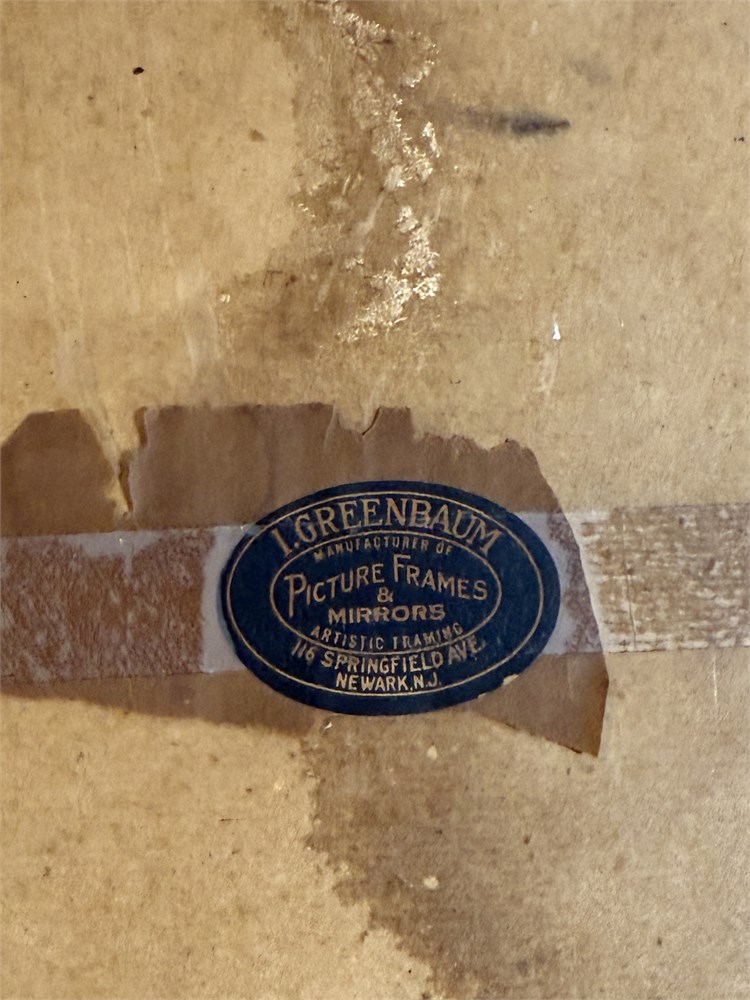 I. GREENBAUM
MANUFACTURER OF
PICTURE FRAMES
&
MIRRORS
ARTISTIC FRAMING
116 SPRINGFIELD AVE.
NEWARK, N.J.